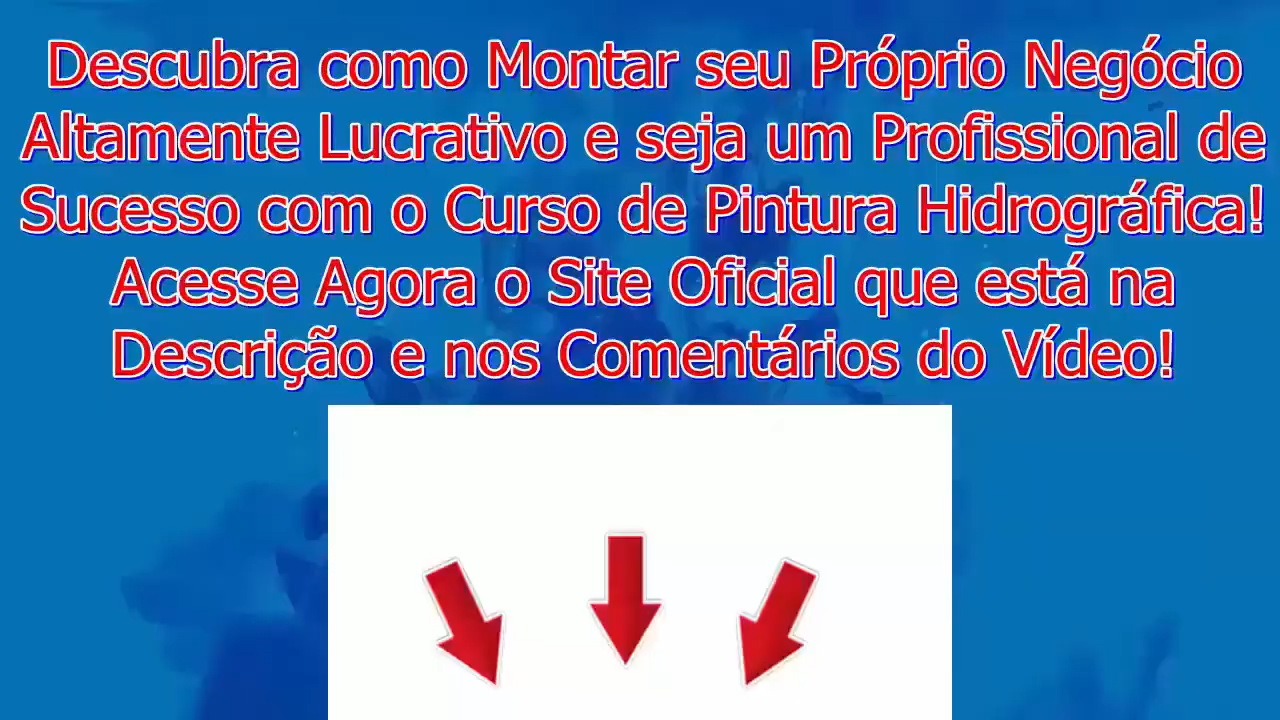 Descubra como Montar seu Próprio Negócio
Altamente Lucrativo e seja um Profissional de
Sucesso com o Curso de Pintura Hidrográfica!
Acesse Agora o Site Oficial que está na
Descrição e nos Comentários do Vídeo!